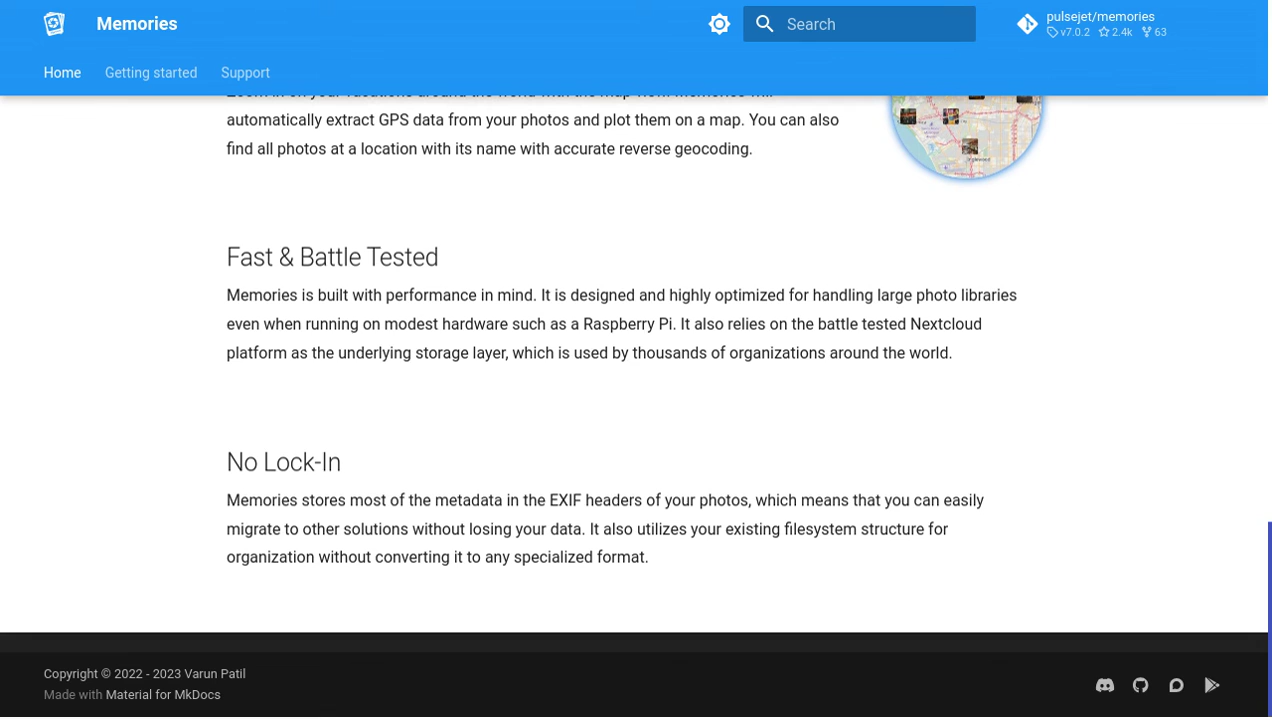 Memories
Search
pulsejet/memories
v7.0.2 2.4k 63
Home Getting started Support
automatically extract GPS data from your photos and plot them on a map. You can also
find all photos at a location with its name with accurate reverse geocoding.
Fast & Battle Tested
Memories is built with performance in mind. It is designed and highly optimized for handling large photo libraries
even when running on modest hardware such as a Raspberry Pi. It also relies on the battle tested Nextcloud
platform as the underlying storage layer, which is used by thousands of organizations around the world.
No Lock-In
Memories stores most of the metadata in the EXIF headers of your photos, which means that you can easily
migrate to other solutions without losing your data. It also utilizes your existing filesystem structure for
organization without converting it to any specialized format.
Copyright © 2022 - 2023 Varun Patil
Made with Material for MkDocs